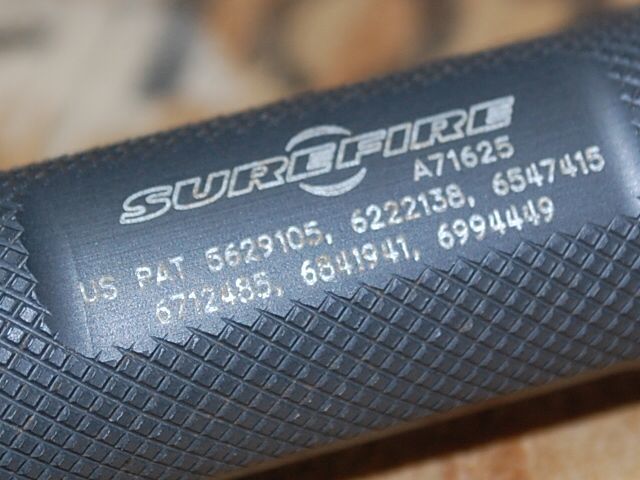 SUREFIRE
A71625
US PAT 5629105, 6222138, 6547415
6712485, 6841941, 6994449